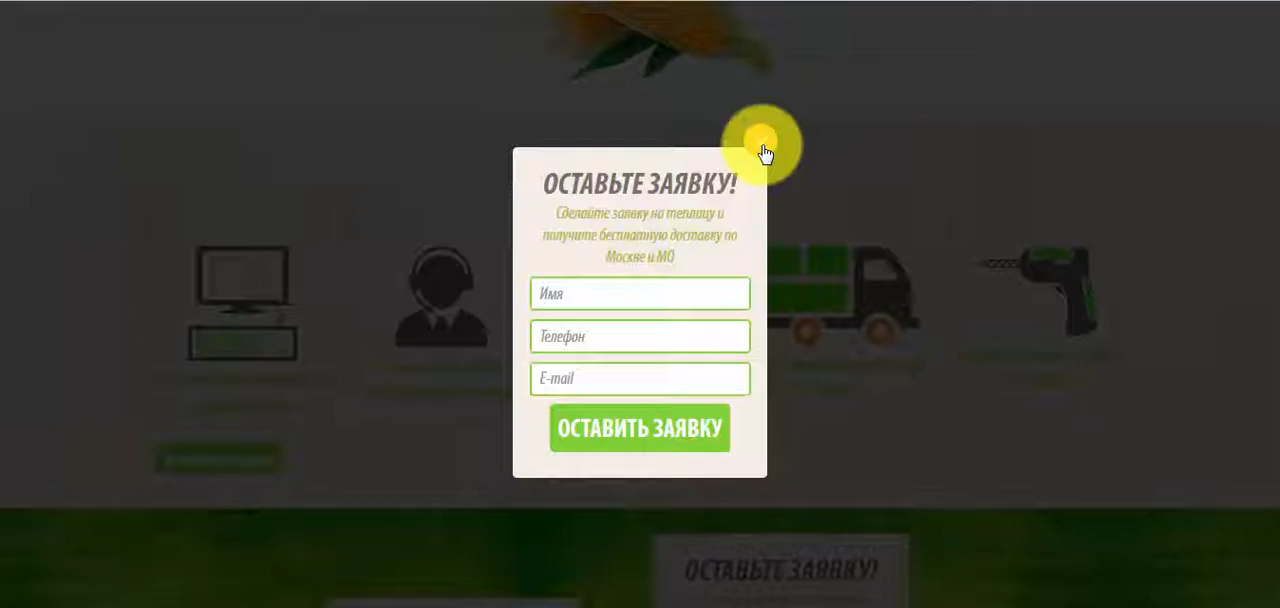 ОСТАВЬТЕ ЗАЯВКУ!
Сделайте заявку на теплицу и
получите бесплатную доставку по
Москве и МО
Имя
Телефон
E-mail
ОСТАВИТЬ ЗАЯВКУ
ОСТАВЬТЕ ЗАЯВКУ!